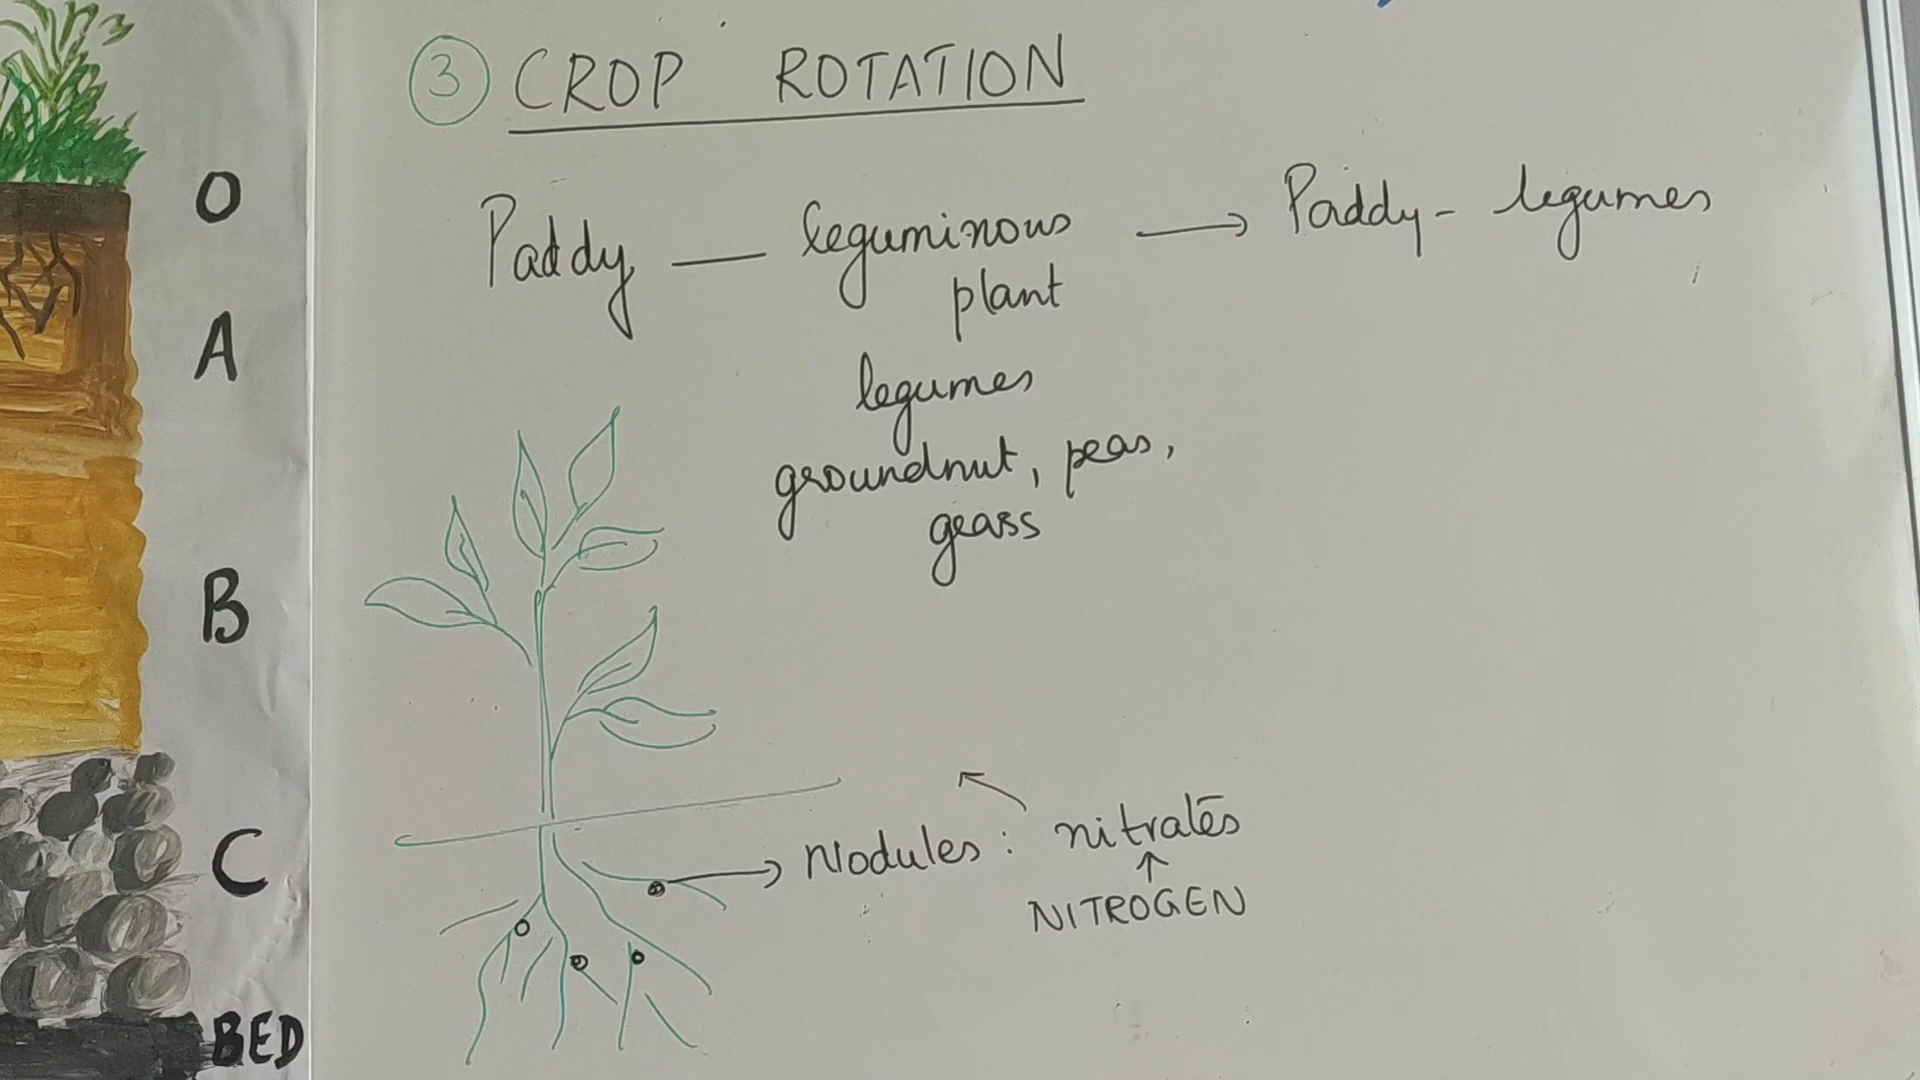 ③ CROP ROTATION
Paddy — leguminous plant → Paddy - legumes
legumes
groundnut, peas,
grass
→ Nodules : nitrates
↑
NITROGEN
O
A
B
C
BED